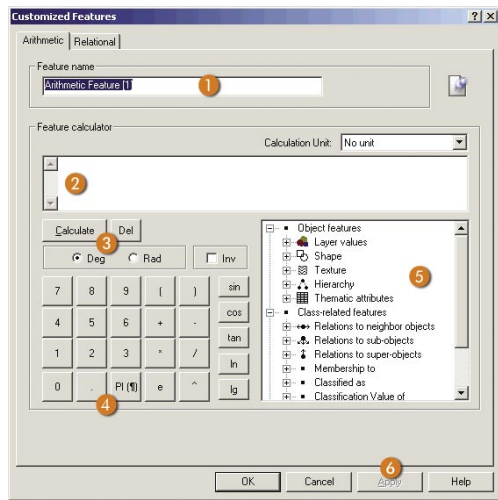 Customized Features ? X
Arithmetic Relational
Feature name
Arithmetic Feature (1) 1
Feature calculator
Calculation Unit: No unit
2
Calculate Del
3
Deg Rad Inv
7 8 9 ( ) sin
4 5 6 + - cos
1 2 3 * / tan
ln
0 . PI (¶) e ^ lg
4
Object features
Layer values
Shape
Texture
Hierarchy
Thematic attributes
Class-related features
Relations to neighbor objects
Relations to sub-objects
Relations to super-objects
Membership to
Classified as
Classification Value of
5
6
OK Cancel Apply Help